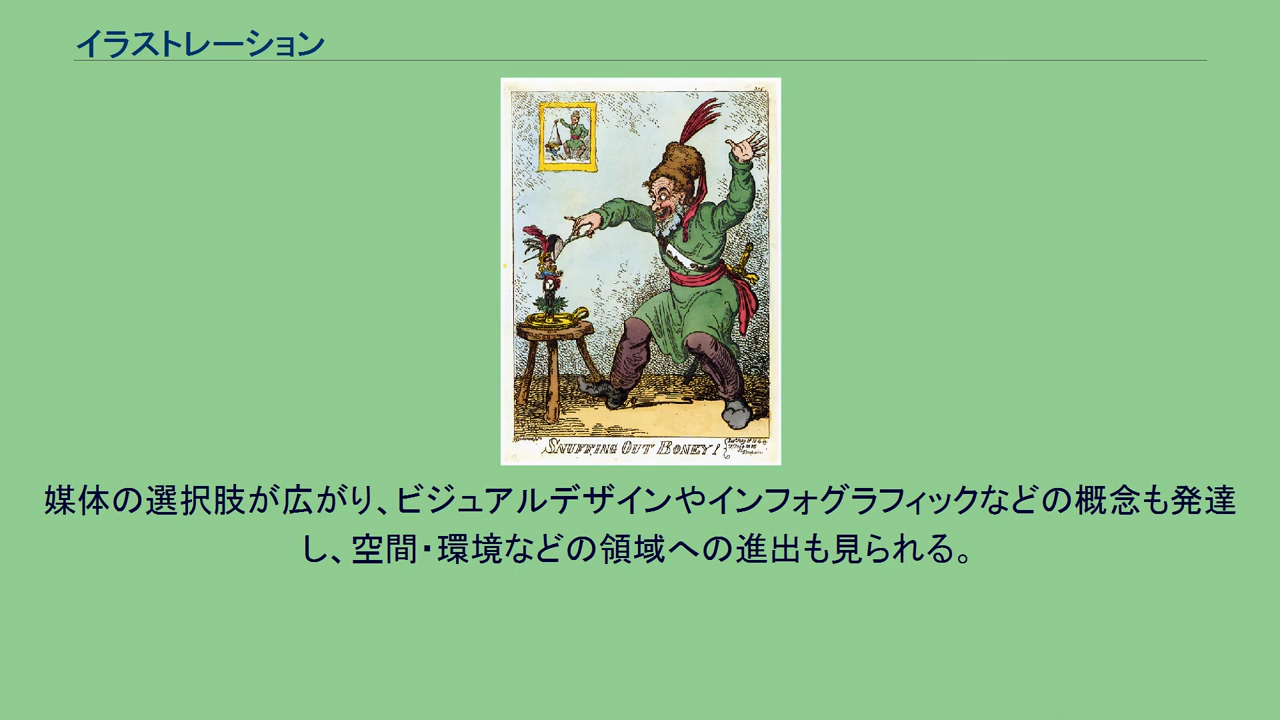 イラストレーション
SNUFFING OUT BONEY!
媒体の選択肢が広がり、ビジュアルデザインやインフォグラフィックなどの概念も発達
し、空間・環境などの領域への進出も見られる。